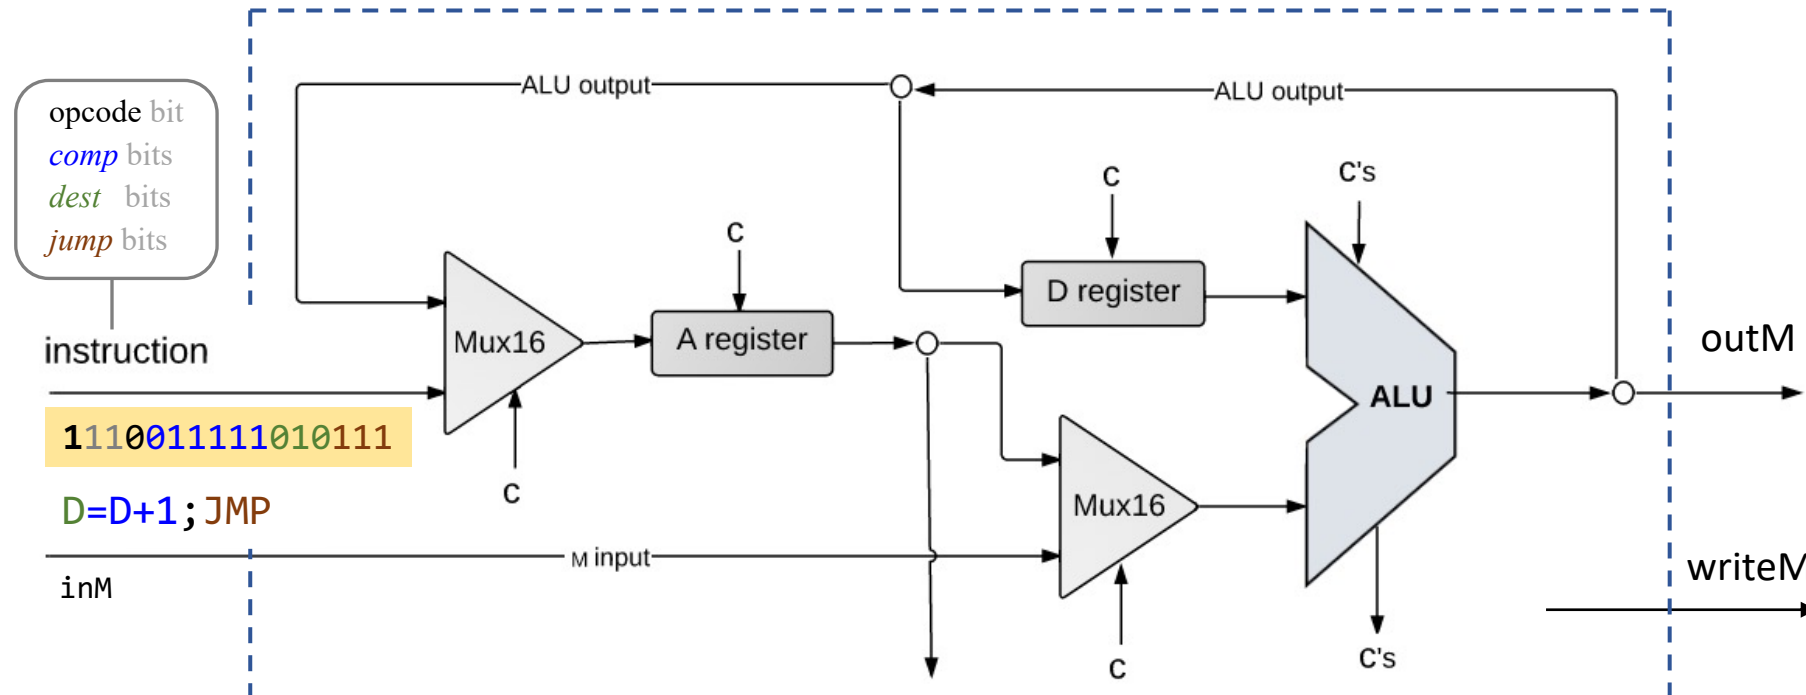 opcode bit
comp bits
dest bits
jump bits
instruction
1110011111010111
D=D+1;JMP
inM
ALU output
ALU output
c
c's
c
D register
Mux16
A register
c
ALU
outM
Mux16
M input
c
c's
writeM